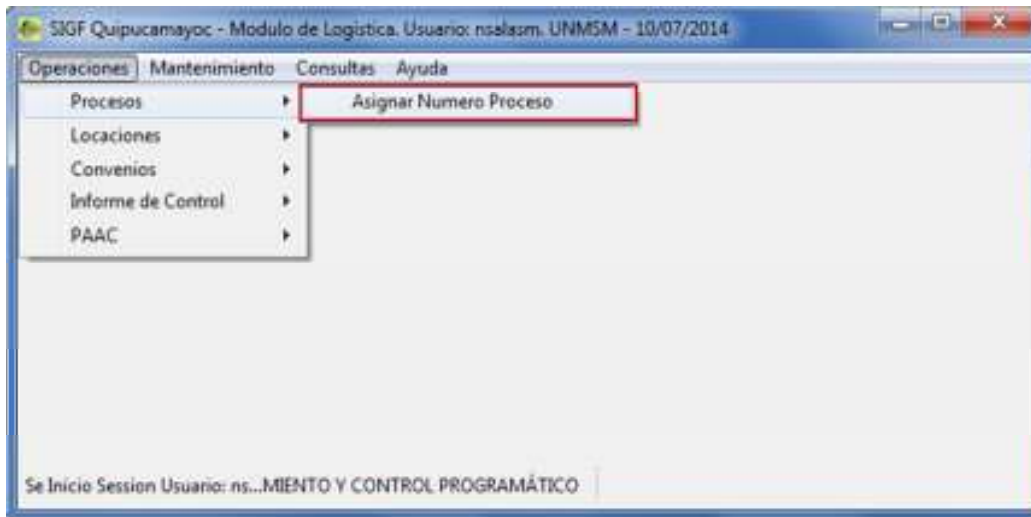 SIGF Quipucamayoc - Modulo de Logística. Usuario: nsalasm. UNMSM - 10/07/2014
Operaciones Mantenimiento Consultas Ayuda
Procesos Asignar Numero Proceso
Locaciones
Convenios
Informe de Control
PAAC
Se Inicio Session Usuario: ns...MIENTO Y CONTROL PROGRAMÁTICO